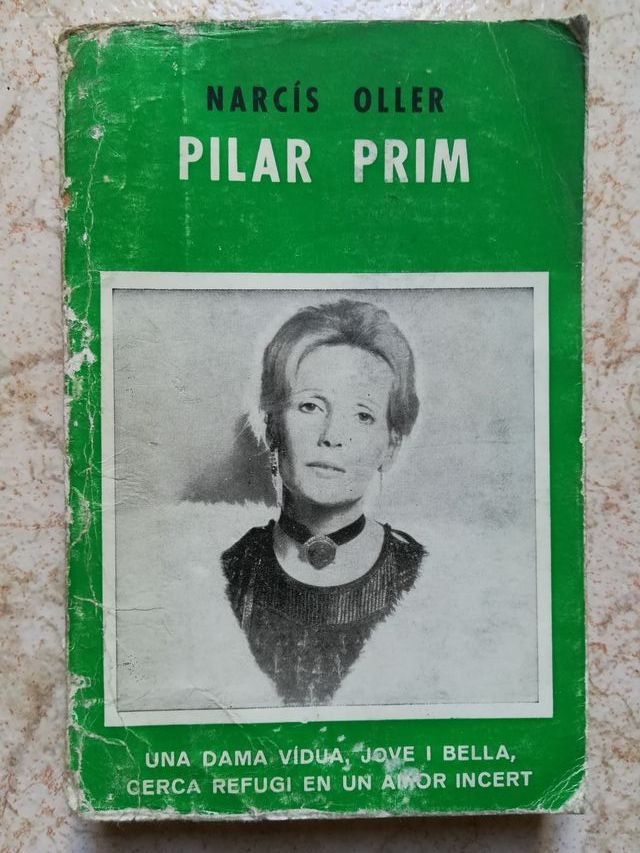 NARCÍS OLLER
PILAR PRIM
UNA DAMA VÍDUA, JOVE I BELLA,
CERCA REFUGI EN UN AMOR INCERT